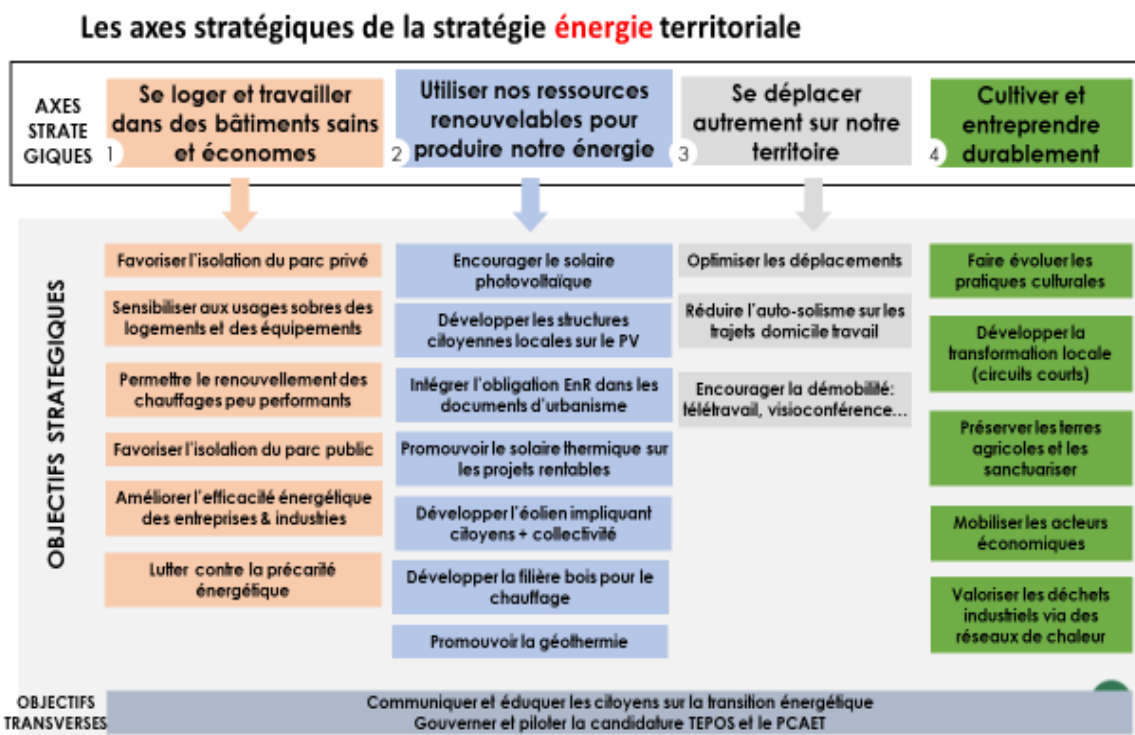 Les axes stratégiques de la stratégie énergie territoriale
AXES
STRATE
GIQUES
Se loger et travailler
dans des bâtiments sains
et économes
1
Utiliser nos ressources
renouvelables pour
produire notre énergie
2
Se déplacer
autrement sur notre
territoire
3
Cultiver et
entreprendre
durablement
4
OBJECTIFS STRATEGIQUES
Favoriser l'isolation du parc privé
Sensibiliser aux usages sobres des
logements et des équipements
Permettre le renouvellement des
chauffages peu performants
Favoriser l'isolation du parc public
Améliorer l'efficacité énergétique
des entreprises & industries
Lutter contre la précarité
énergétique
Encourager le solaire
photovoltaïque
Développer les structures
citoyennes locales sur le PV
Intégrer l'obligation EnR dans les
documents d'urbanisme
Promouvoir le solaire thermique sur
les projets rentables
Développer l'éolien impliquant
citoyens + collectivité
Développer la filière bois pour le
chauffage
Promouvoir la géothermie
Optimiser les déplacements
Réduire l'auto-solisme sur les
trajets domicile travail
Encourager la démobilité:
télétravail, visioconférence...
Faire évoluer les
pratiques culturales
Développer la
transformation locale
(circuits courts)
Préserver les terres
agricoles et les
sanctuariser
Mobiliser les acteurs
économiques
Valoriser les déchets
industriels via des
réseaux de chaleur
OBJECTIFS
TRANSVERSES
Communiquer et éduquer les citoyens sur la transition énergétique
Gouverner et piloter la candidature TEPOS et le PCAET